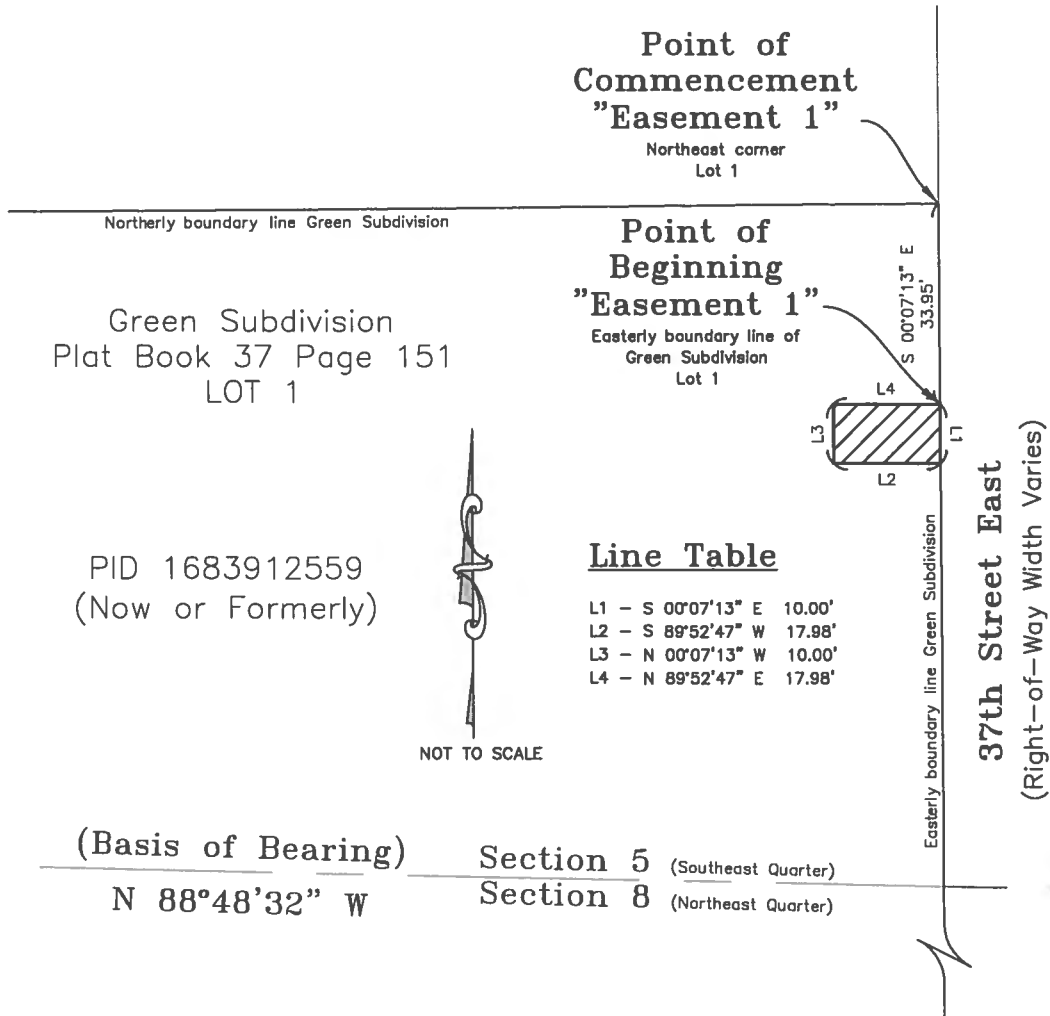 Point of
Commencement
"Easement 1"
Northeast corner
Lot 1
Northerly boundary line Green Subdivision
Point of
Beginning
"Easement 1"
Easterly boundary line of
Green Subdivision
Lot 1
S 00°07'13" E
33.95'
Green Subdivision
Plat Book 37 Page 151
LOT 1
L4
L3
L1
L2
PID 1683912559
(Now or Formerly)
NOT TO SCALE
Line Table
L1 - S 00°07'13" E 10.00'
L2 - S 89°52'47" W 17.98'
L3 - N 00°07'13" W 10.00'
L4 - N 89°52'47" E 17.98'
Easterly boundary line Green Subdivision
37th Street East
(Right-of-Way Width Varies)
(Basis of Bearing)
N 88°48'32" W
Section 5 (Southeast Quarter)
Section 8 (Northeast Quarter)